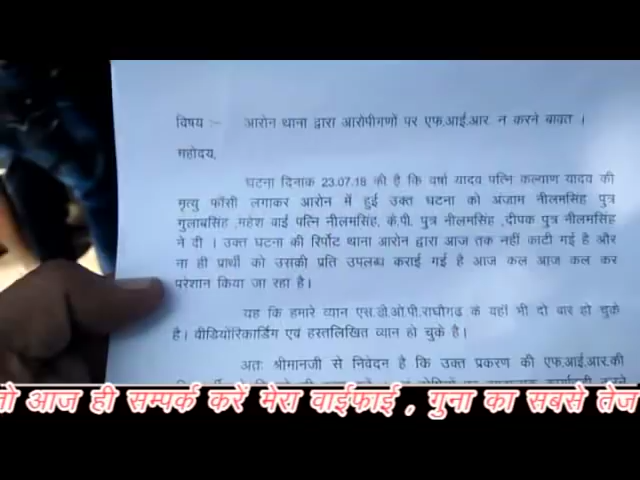 विषय :- आरोन थाना द्वारा आरोपीगणों पर एफ.आई.आर. न करने बावत ।
महोदय,
घटना दिनाक 23.07.18 की है कि वर्षा यादव पत्नि कल्याण यादव की
मृत्यु फाँसी लगाकर आरोन में हुई उक्त घटना को अंजाम नीलमसिंह पुत्र
गुलाबसिंह ,महेश वाई पत्नि नीलमसिंह, के.पी. पुत्र नीलमसिंह ,दीपक पुत्र नीलमसिंह
ने दी । उक्त घटना की रिर्पोट थाना आरोन द्वारा आज तक नहीं काटी गई है और
ना ही प्रार्थी को उसकी प्रति उपलब्ध कराई गई है आज कल आज कल कर
परेशान किया जा रहा है।
यह कि हमारे व्यान एस.डी.ओ.पी.राघौगढ के यहाँ भी दो वार हो चुके
है। वीडियोरिकार्डिग एवं हस्तलिखित व्यान हो चुके है।
अतः श्रीमानजी से निवेदन है कि उक्त प्रकरण की एफ.आई.आर.की
तो आज ही सम्पर्क करें मेरा वाईफाई , गुना का सबसे तेज